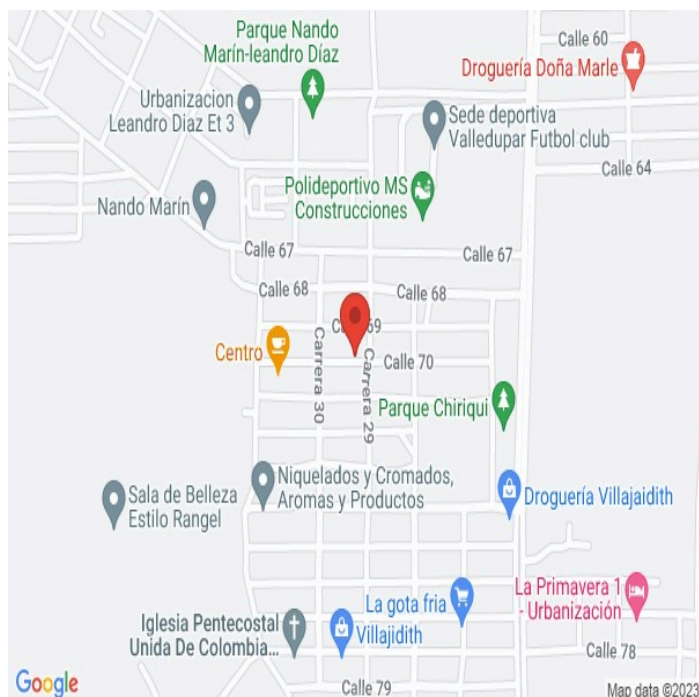 Parque Nando
Marín-leandro Díaz
Calle 60
Droguería Doña Marle
Urbanizacion
Leandro Diaz Et 3
Sede deportiva
Valledupar Futbol club
Calle 64
Polideportivo MS
Construcciones
Nando Marín
Calle 67
Calle 67
Calle 68
Calle 68
Centro
Carrera 30
Carrera 29
Calle 70
Parque Chiriqui
Niquelados y Cromados,
Aromas y Productos
Sala de Belleza
Estilo Rangel
Droguería Villajaidith
La Primavera 1
- Urbanización
La gota fria
Iglesia Pentecostal
Unida De Colombia...
Villajidith
Calle 78
Calle 79
Google
Map data ©2023